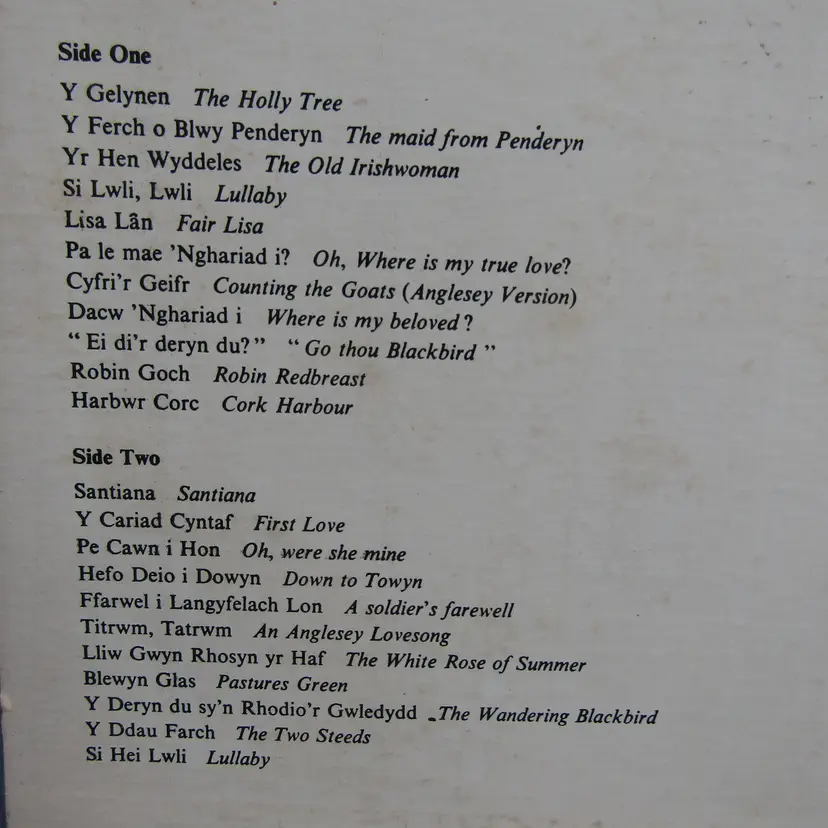 Side One
Y Gelynen The Holly Tree
Y Ferch o Blwy Penderyn The maid from Penderyn
Yr Hen Wyddeles The Old Irishwoman
Si Lwli, Lwli Lullaby
Lisa Lân Fair Lisa
Pa le mae 'Nghariad i? Oh, Where is my true love?
Cyfri'r Geifr Counting the Goats (Anglesey Version)
Dacw 'Nghariad i Where is my beloved?
“Ei di'r deryn du?” “Go thou Blackbird”
Robin Goch Robin Redbreast
Harbwr Corc Cork Harbour
Side Two
Santiana Santiana
Y Cariad Cyntaf First Love
Pe Cawn i Hon Oh, were she mine
Hefo Deio i Dowyn Down to Towyn
Ffarwel i Langyfelach Lon A soldier's farewell
Titrwm, Tatrwm An Anglesey Lovesong
Lliw Gwyn Rhosyn yr Haf The White Rose of Summer
Blewyn Glas Pastures Green
Y Deryn du sy'n Rhodio'r Gwledydd The Wandering Blackbird
Y Ddau Farch The Two Steeds
Si Hei Lwli Lullaby